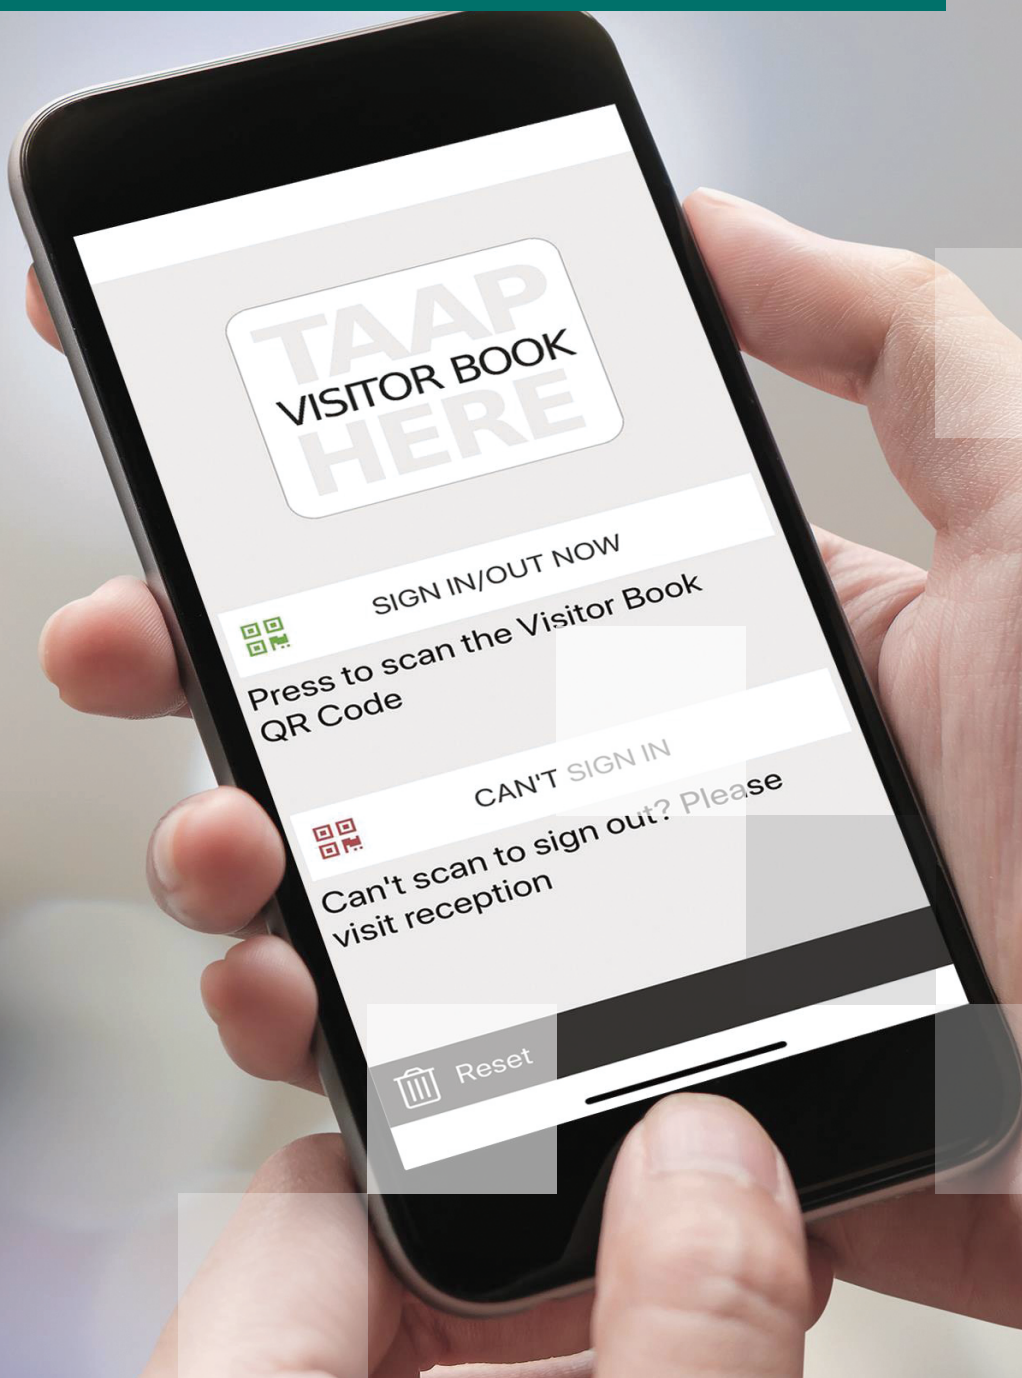 TAAP
VISITOR BOOK
HERE
SIGN IN/OUT NOW
Press to scan the Visitor Book
QR Code
CAN'T SIGN IN
Can't scan to sign out? Please
visit reception
Reset